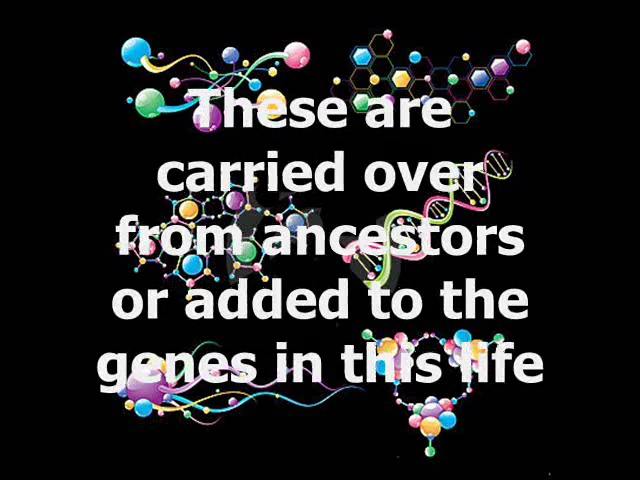 These are
carried over
from ancestors
or added to the
genes in this life